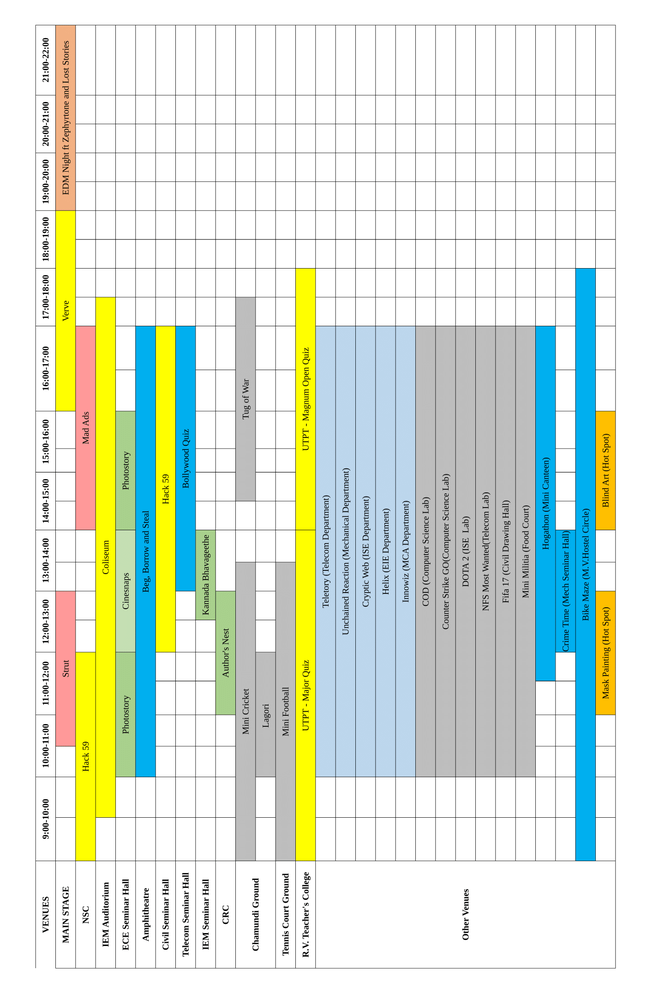 VENUES 9:00-10:00 10:00-11:00 11:00-12:00 12:00-13:00 13:00-14:00 14:00-15:00 15:00-16:00 16:00-17:00 17:00-18:00 18:00-19:00 19:00-20:00 20:00-21:00 21:00-22:00
MAIN STAGE Strut Verve EDM Night ft Zephyrtone and Lost Stories
NSC Hack 59 Mad Ads
IEM Auditorium Coliseum
ECE Seminar Hall Photostory Cinesnaps Photostory
Amphitheatre Beg, Borrow and Steal
Civil Seminar Hall Hack 59
Telecom Seminar Hall Bollywood Quiz
IEM Seminar Hall Kannada Bhavageethe
CRC Author's Nest
Chamundi Ground Mini Cricket Tug of War
Lagori
Tennis Court Ground Mini Football
R.V. Teacher's College UTPT - Major Quiz UTPT - Magnum Open Quiz
Other Venues
Teletory (Telecom Department)
Unchained Reaction (Mechanical Department)
Cryptic Web (ISE Department)
Helix (EIE Department)
Innowiz (MCA Department)
COD (Computer Science Lab)
Counter Strike GO(Computer Science Lab)
DOTA 2 (ISE Lab)
NFS Most Wanted(Telecom Lab)
Fifa 17 (Civil Drawing Hall)
Mini Militia (Food Court)
Hogathon (Mini Canteen)
Crime Time (Mech Seminar Hall)
Bike Maze (M.V.Hostel Circle)
Mask Painting (Hot Spot) Blind Art (Hot Spot)